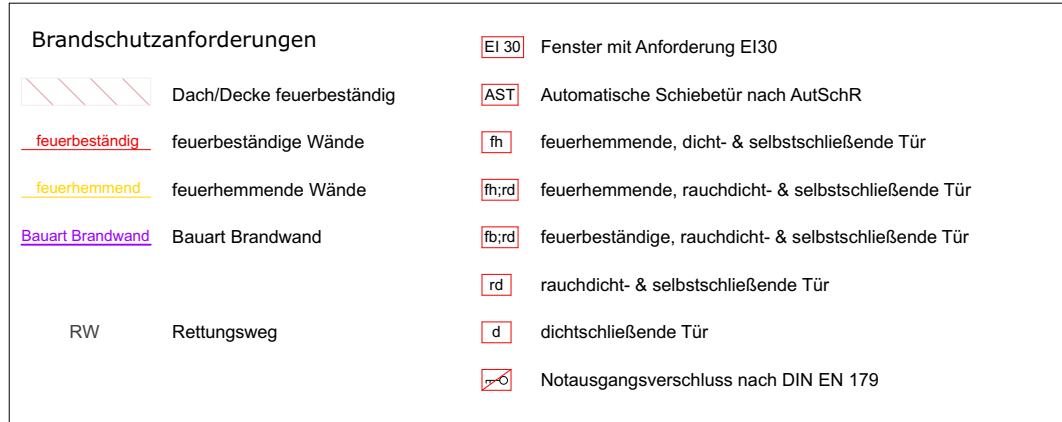 Brandschutzanforderungen
Dach/Decke feuerbeständig
feuerbeständig feuerbeständige Wände
feuerhemmend feuerhemmende Wände
Bauart Brandwand Bauart Brandwand
RW Rettungsweg
EI 30 Fenster mit Anforderung EI30
AST Automatische Schiebetür nach AutSchR
fh feuerhemmende, dicht- & selbstschließende Tür
fh;rd feuerhemmende, rauchdicht- & selbstschließende Tür
fb;rd feuerbeständige, rauchdicht- & selbstschließende Tür
rd rauchdicht- & selbstschließende Tür
d dichtschließende Tür
Notausgangsverschluss nach DIN EN 179